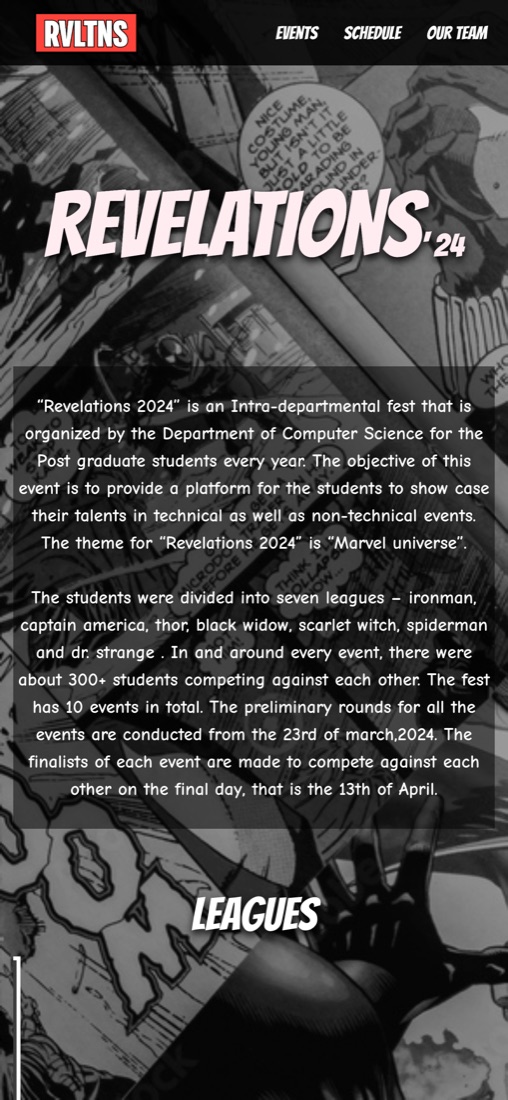 RVLTNS
EVENTS SCHEDULE OUR TEAM
NICE
COSTUME,
YOUNG MAN,
BUT ISN'T IT
JUST A LITTLE
COLD TO BE
PARADING
AROUND IN
REVELATIONS'24
“Revelations 2024” is an Intra-departmental fest that is
organized by the Department of Computer Science for the
Post graduate students every year. The objective of this
event is to provide a platform for the students to show case
their talents in technical as well as non-technical events.
The theme for “Revelations 2024” is “Marvel universe”.
The students were divided into seven leagues – ironman,
captain america, thor, black widow, scarlet witch, spiderman
and dr. strange . In and around every event, there were
about 300+ students competing against each other. The fest
has 10 events in total. The preliminary rounds for all the
events are conducted from the 23rd of march,2024. The
finalists of each event are made to compete against each
other on the final day, that is the 13th of April.
LEAGUES